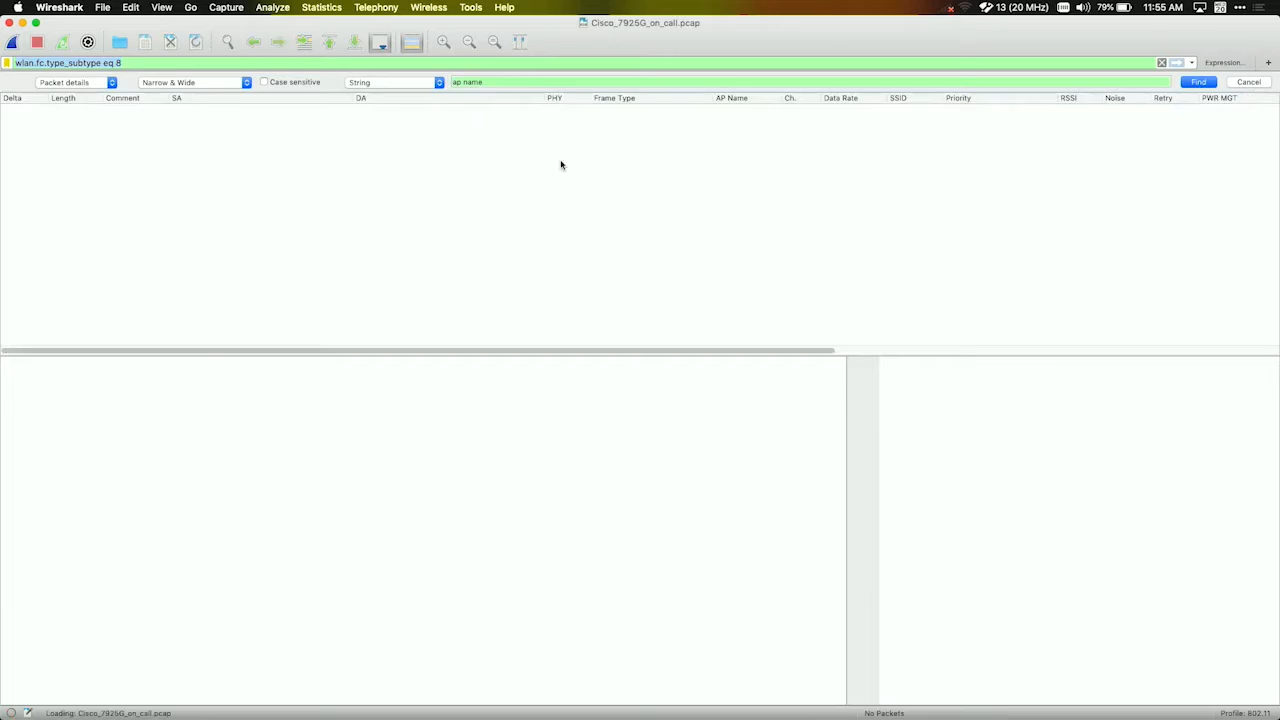 Wireshark File Edit View Go Capture Analyze Statistics Telephony Wireless Tools Help 13 (20 MHz) 79% 11:55 AM
Cisco_7925G_on_call.pcap
wlan.fc.type_subtype eq 8 Expression... +
Packet details Narrow & Wide Case sensitive String ap name Find Cancel
Delta Length Comment SA DA PHY Frame Type AP Name Ch. Data Rate SSID Priority RSSI Noise Retry PWR MGT
Loading: Cisco_7925G_on_call.pcap No Packets Profile: 802.11